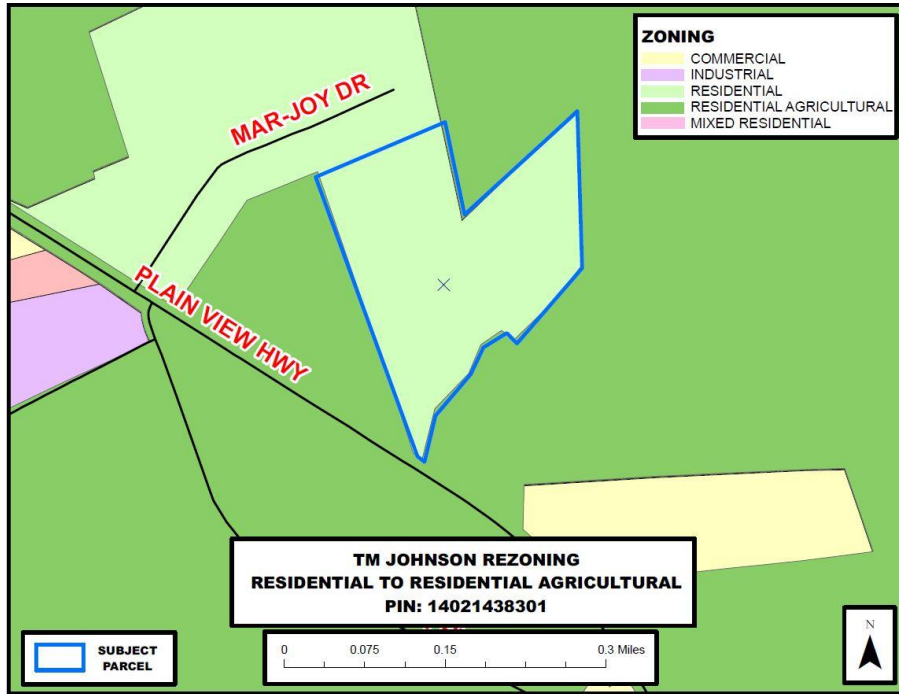 ZONING
COMMERCIAL
INDUSTRIAL
RESIDENTIAL
RESIDENTIAL AGRICULTURAL
MIXED RESIDENTIAL
MAR-JOY DR
PLAIN VIEW HWY
TM JOHNSON REZONING
RESIDENTIAL TO RESIDENTIAL AGRICULTURAL
PIN: 14021438301
SUBJECT
PARCEL
0 0.075 0.15 0.3 Miles
N